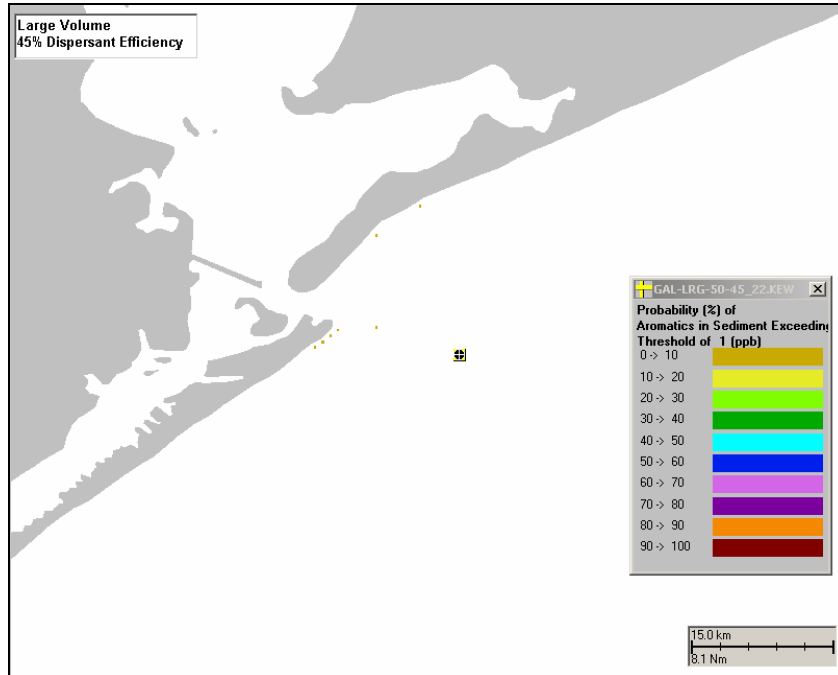 Large Volume
45% Dispersant Efficiency
GAL-LRG-50-45_22.KEW
Probability (%) of
Aromatics in Sediment Exceeding
Threshold of 1 (ppb)
0 -> 10
10 -> 20
20 -> 30
30 -> 40
40 -> 50
50 -> 60
60 -> 70
70 -> 80
80 -> 90
90 -> 100
15.0 km
8.1 Nm